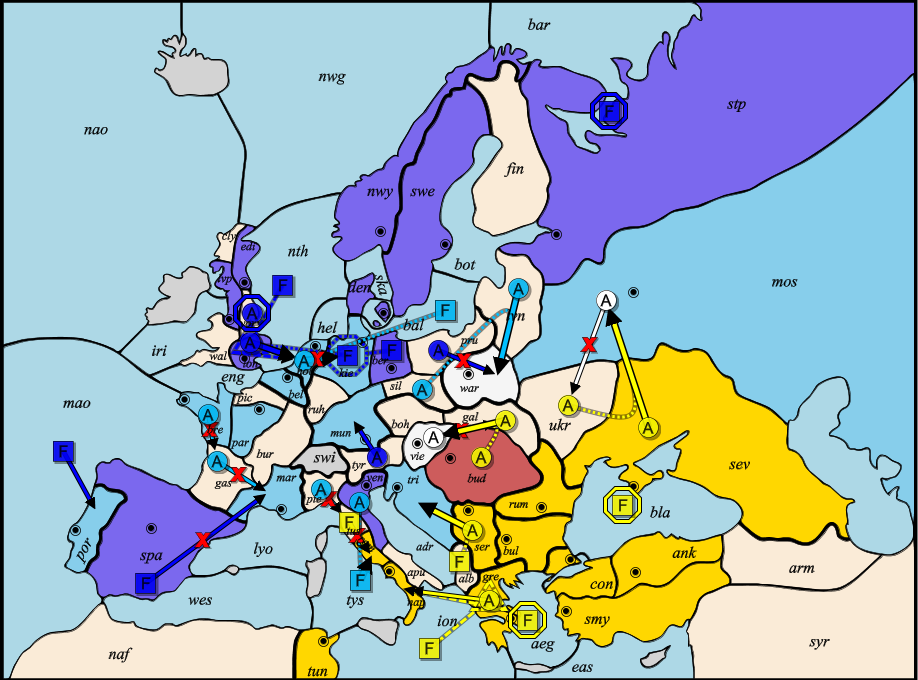 bar
nwg
stp
nao
fin
nwy
swe
cly
edi
nth
bot
lvp
den
ska
mos
A
F
A
A
F
hel
bal
lvn
iri
wal
A
A
F
F
A
pru
eng
kie
ber
war
mao
pic
bel
sil
A
A
ruh
A
bre
par
mun
boh
gal
A
ukr
F
bur
A
vie
A
A
sev
A
gas
mar
swi
tyr
A
bud
A
pie
ven
tri
F
rum
F
bla
spa
lyo
A
F
adr
A
ser
bul
ank
por
F
F
F
alb
con
arm
wes
tys
apu
nap
gre
A
smy
ion
F
F
aeg
syr
naf
tun
eas